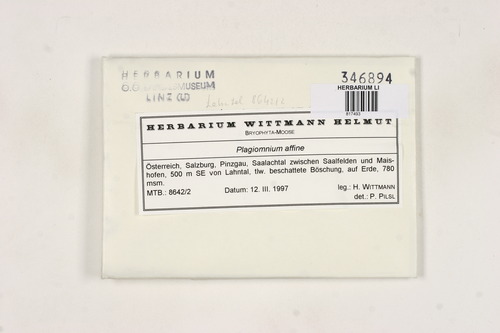 HERBARIUM
O.Ö. MUSEUM
LINZ (LI)
346894
HERBARIUM LI
817403
HERBARIUM WITTMANN HELMUT
BRYOPHYTA-MOOSE
Plagiomnium affine
Österreich, Salzburg, Pinzgau, Saalachtal zwischen Saalfelden und Mais-
hofen, 500 m SE von Lahntal, tlw. beschattete Böschung, auf Erde, 780
msm.
MTB.: 8642/2 Datum: 12. III. 1997 leg.: H. WITTMANN
det.: P. PILSL